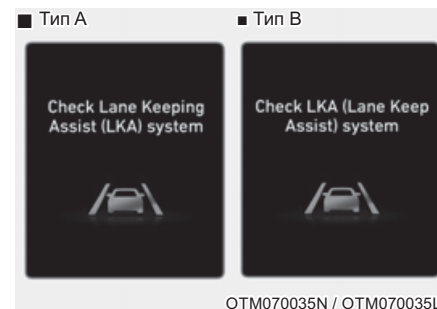 ■ Тип A
■ Тип B
Check Lane Keeping
Assist (LKA) system
Check LKA (Lane Keep
Assist) system
OTM070035N / OTM070035L